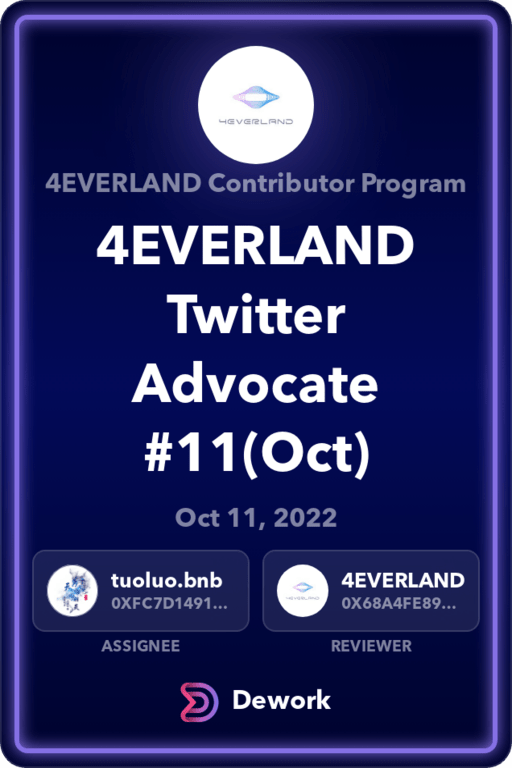 4EVERLAND
4EVERLAND Contributor Program
4EVERLAND
Twitter
Advocate
#11(Oct)
Oct 11, 2022
tuoluo.bnb
0XFC7D1491...
4EVERLAND
4EVERLAND
0X68A4FE89...
ASSIGNEE
REVIEWER
Dework